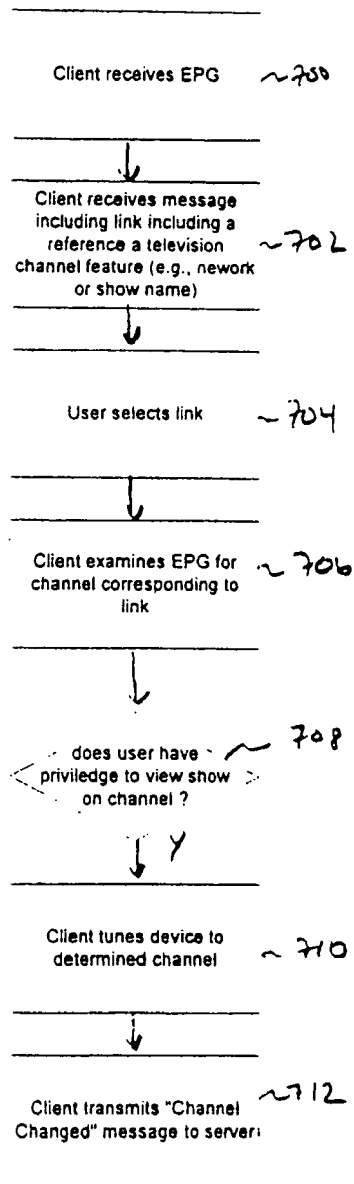 Client receives EPG ~700
Client receives message
including link including a
reference a television ~702
channel feature (e.g., nework
or show name)
User selects link ~704
Client examines EPG for
channel corresponding to ~706
link
708
does user have
priviledge to view show
on channel ?
Y
Client tunes device to
determined channel ~710
~712
Client transmits "Channel
Changed" message to server